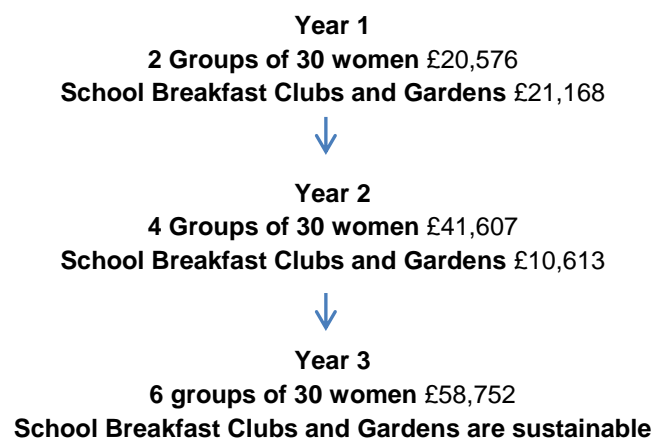 Year 1
2 Groups of 30 women £20,576
School Breakfast Clubs and Gardens £21,168
Year 2
4 Groups of 30 women £41,607
School Breakfast Clubs and Gardens £10,613
Year 3
6 groups of 30 women £58,752
School Breakfast Clubs and Gardens are sustainable